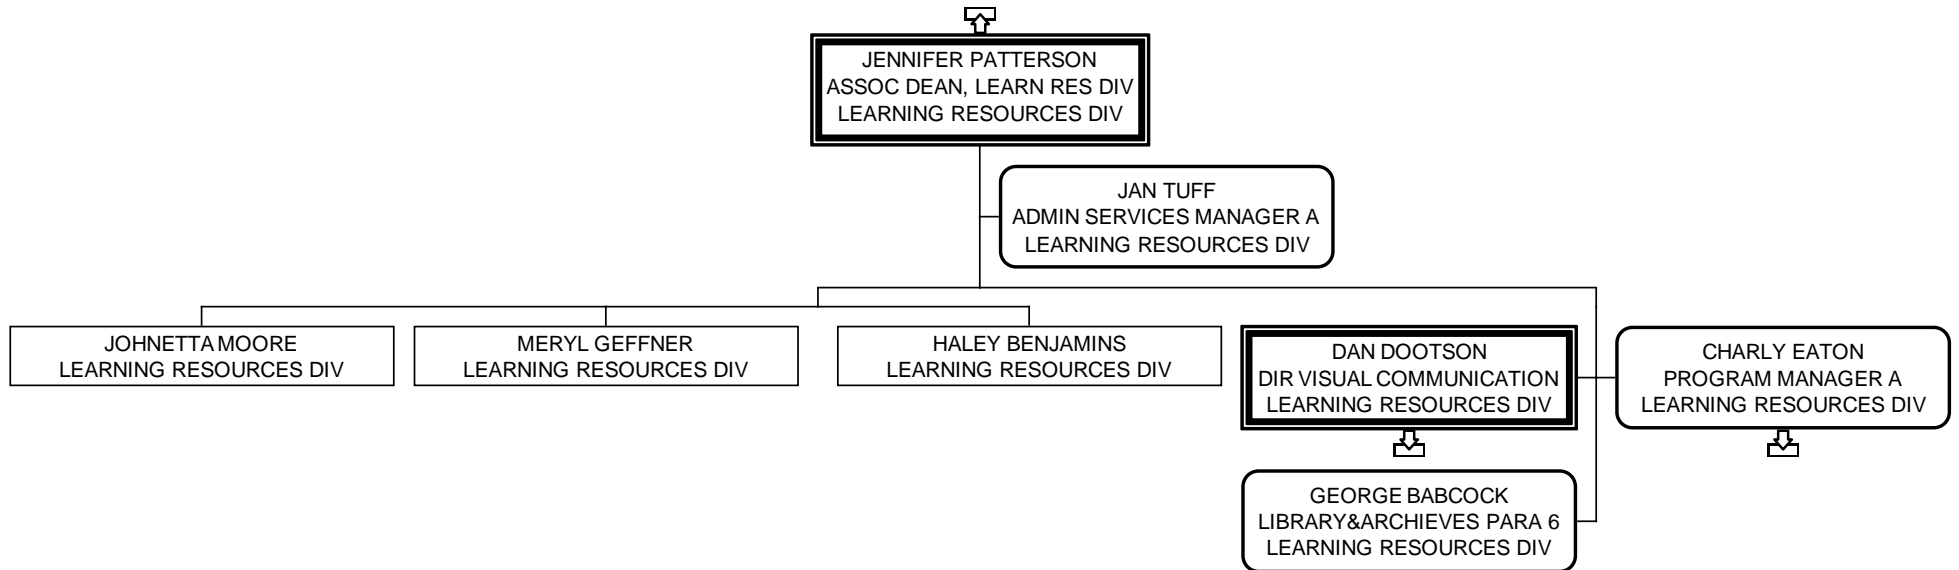 JENNIFER PATTERSON
ASSOC DEAN, LEARN RES DIV
LEARNING RESOURCES DIV
JAN TUFF
ADMIN SERVICES MANAGER A
LEARNING RESOURCES DIV
JOHNETTA MOORE
LEARNING RESOURCES DIV
MERYL GEFFNER
LEARNING RESOURCES DIV
HALEY BENJAMINS
LEARNING RESOURCES DIV
DAN DOOTSON
DIR VISUAL COMMUNICATION
LEARNING RESOURCES DIV
CHARLY EATON
PROGRAM MANAGER A
LEARNING RESOURCES DIV
GEORGE BABCOCK
LIBRARY&ARCHIEVES PARA 6
LEARNING RESOURCES DIV